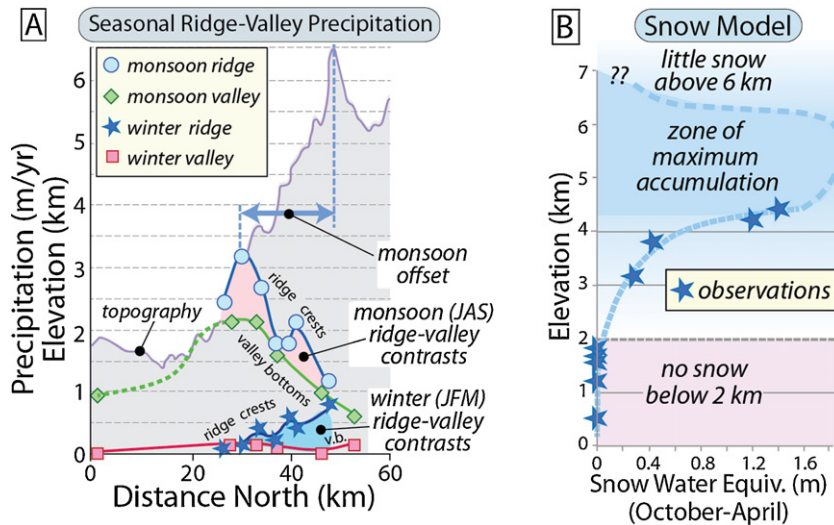 A
Seasonal Ridge-Valley Precipitation
monsoon ridge
monsoon valley
winter ridge
winter valley
Precipitation (m/yr)
Elevation (km)
6
5
4
3
2
1
0
topography
monsoon
offset
ridge crests
monsoon (JAS)
ridge-valley
contrasts
valley bottoms
winter (JFM)
ridge-valley
contrasts
ridge crests
v.b.
0
20
40
60
Distance North (km)
B
Snow Model
7
6
5
4
3
2
1
0
Elevation (km)
??
little snow
above 6 km
zone of
maximum
accumulation
observations
no snow
below 2 km
0
0.4
0.8
1.2
1.6
Snow Water Equiv. (m)
(October-April)